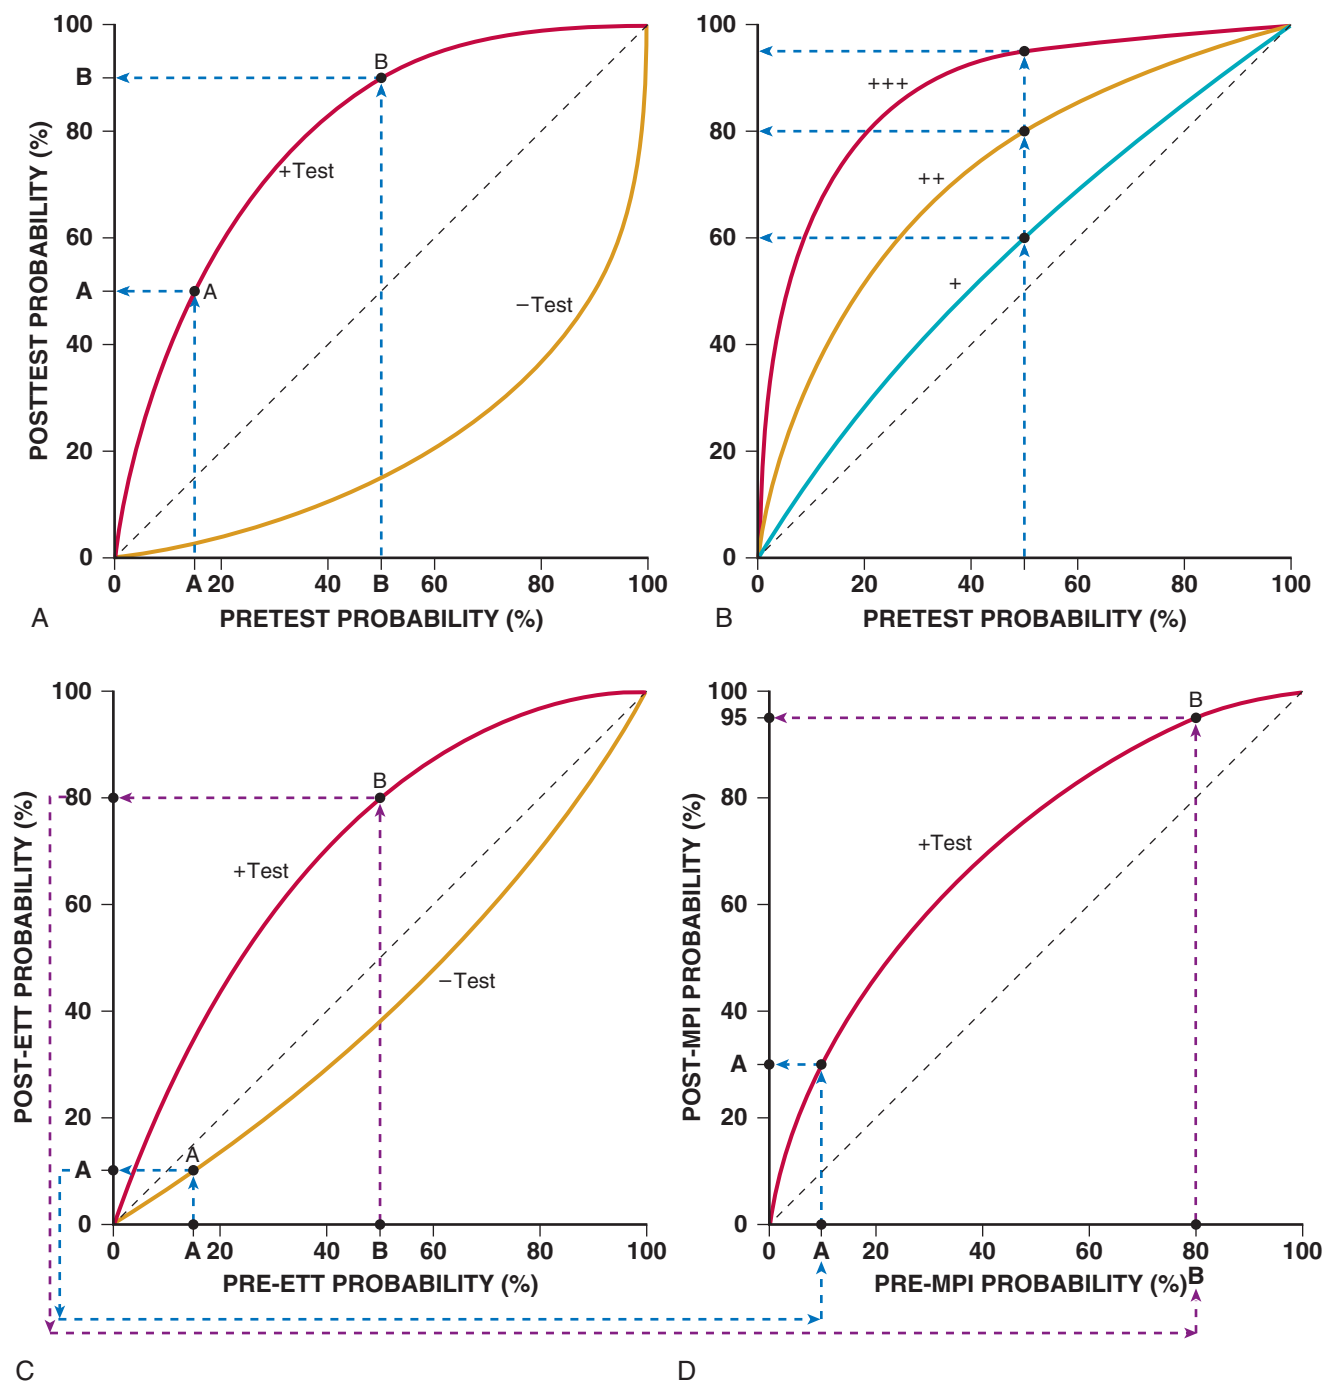 100
B
80
60
A
40
20
0
POSTTEST PROBABILITY (%)
B
+Test
A
−Test
0 A 20 40 B 60 80 100
A PRETEST PROBABILITY (%)
100
80
60
40
20
0
+++
++
+
0 20 40 60 80 100
B PRETEST PROBABILITY (%)
100
80
60
40
20
A
0
POST-ETT PROBABILITY (%)
B
+Test
−Test
A
0 A 20 40 B 60 80 100
PRE-ETT PROBABILITY (%)
C
100
95
80
60
40
A
20
0
POST-MPI PROBABILITY (%)
B
+Test
0 A 20 40 60 80 100
PRE-MPI PROBABILITY (%) B
D